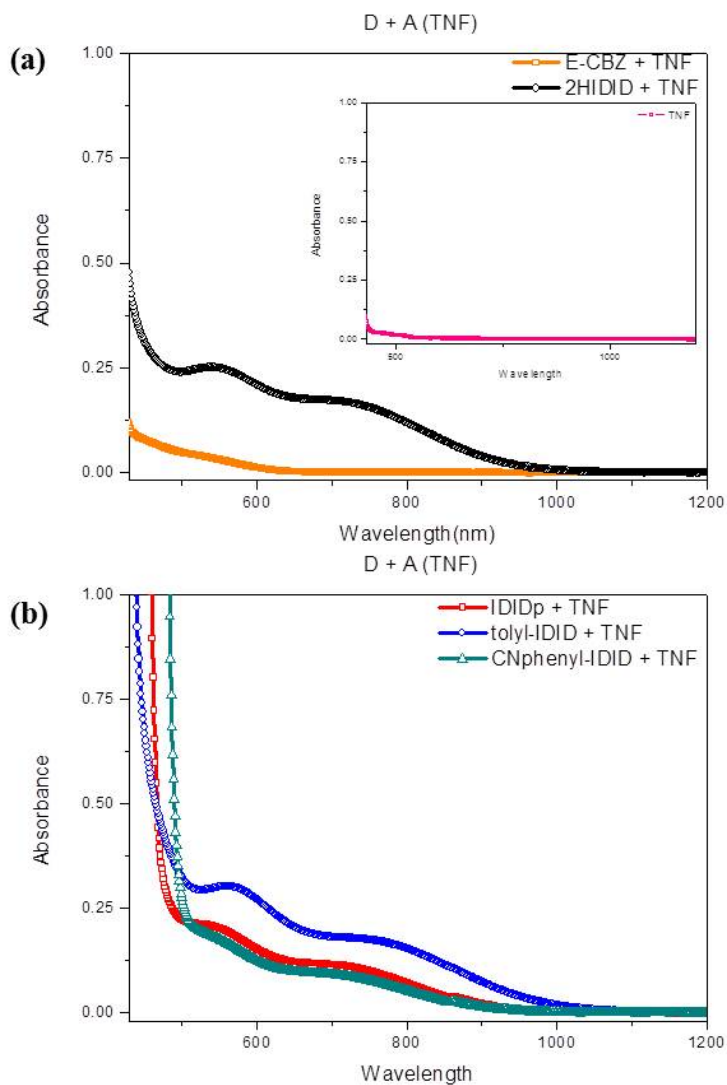 D + A (TNF)
(a)
1.00
0.75
0.50
0.25
0.00
Absorbance
E-CBZ + TNF
2HIDID + TNF
1.00
0.75
0.50
0.25
0.00
Absorbance
TNF
500
1000
Wavelength
600
800
1000
1200
Wavelength(nm)
D + A (TNF)
(b)
1.00
0.75
0.50
0.25
0.00
Absorbance
IDIDp + TNF
tolyl-IDID + TNF
CNphenyl-IDID + TNF
600
800
1000
1200
Wavelength